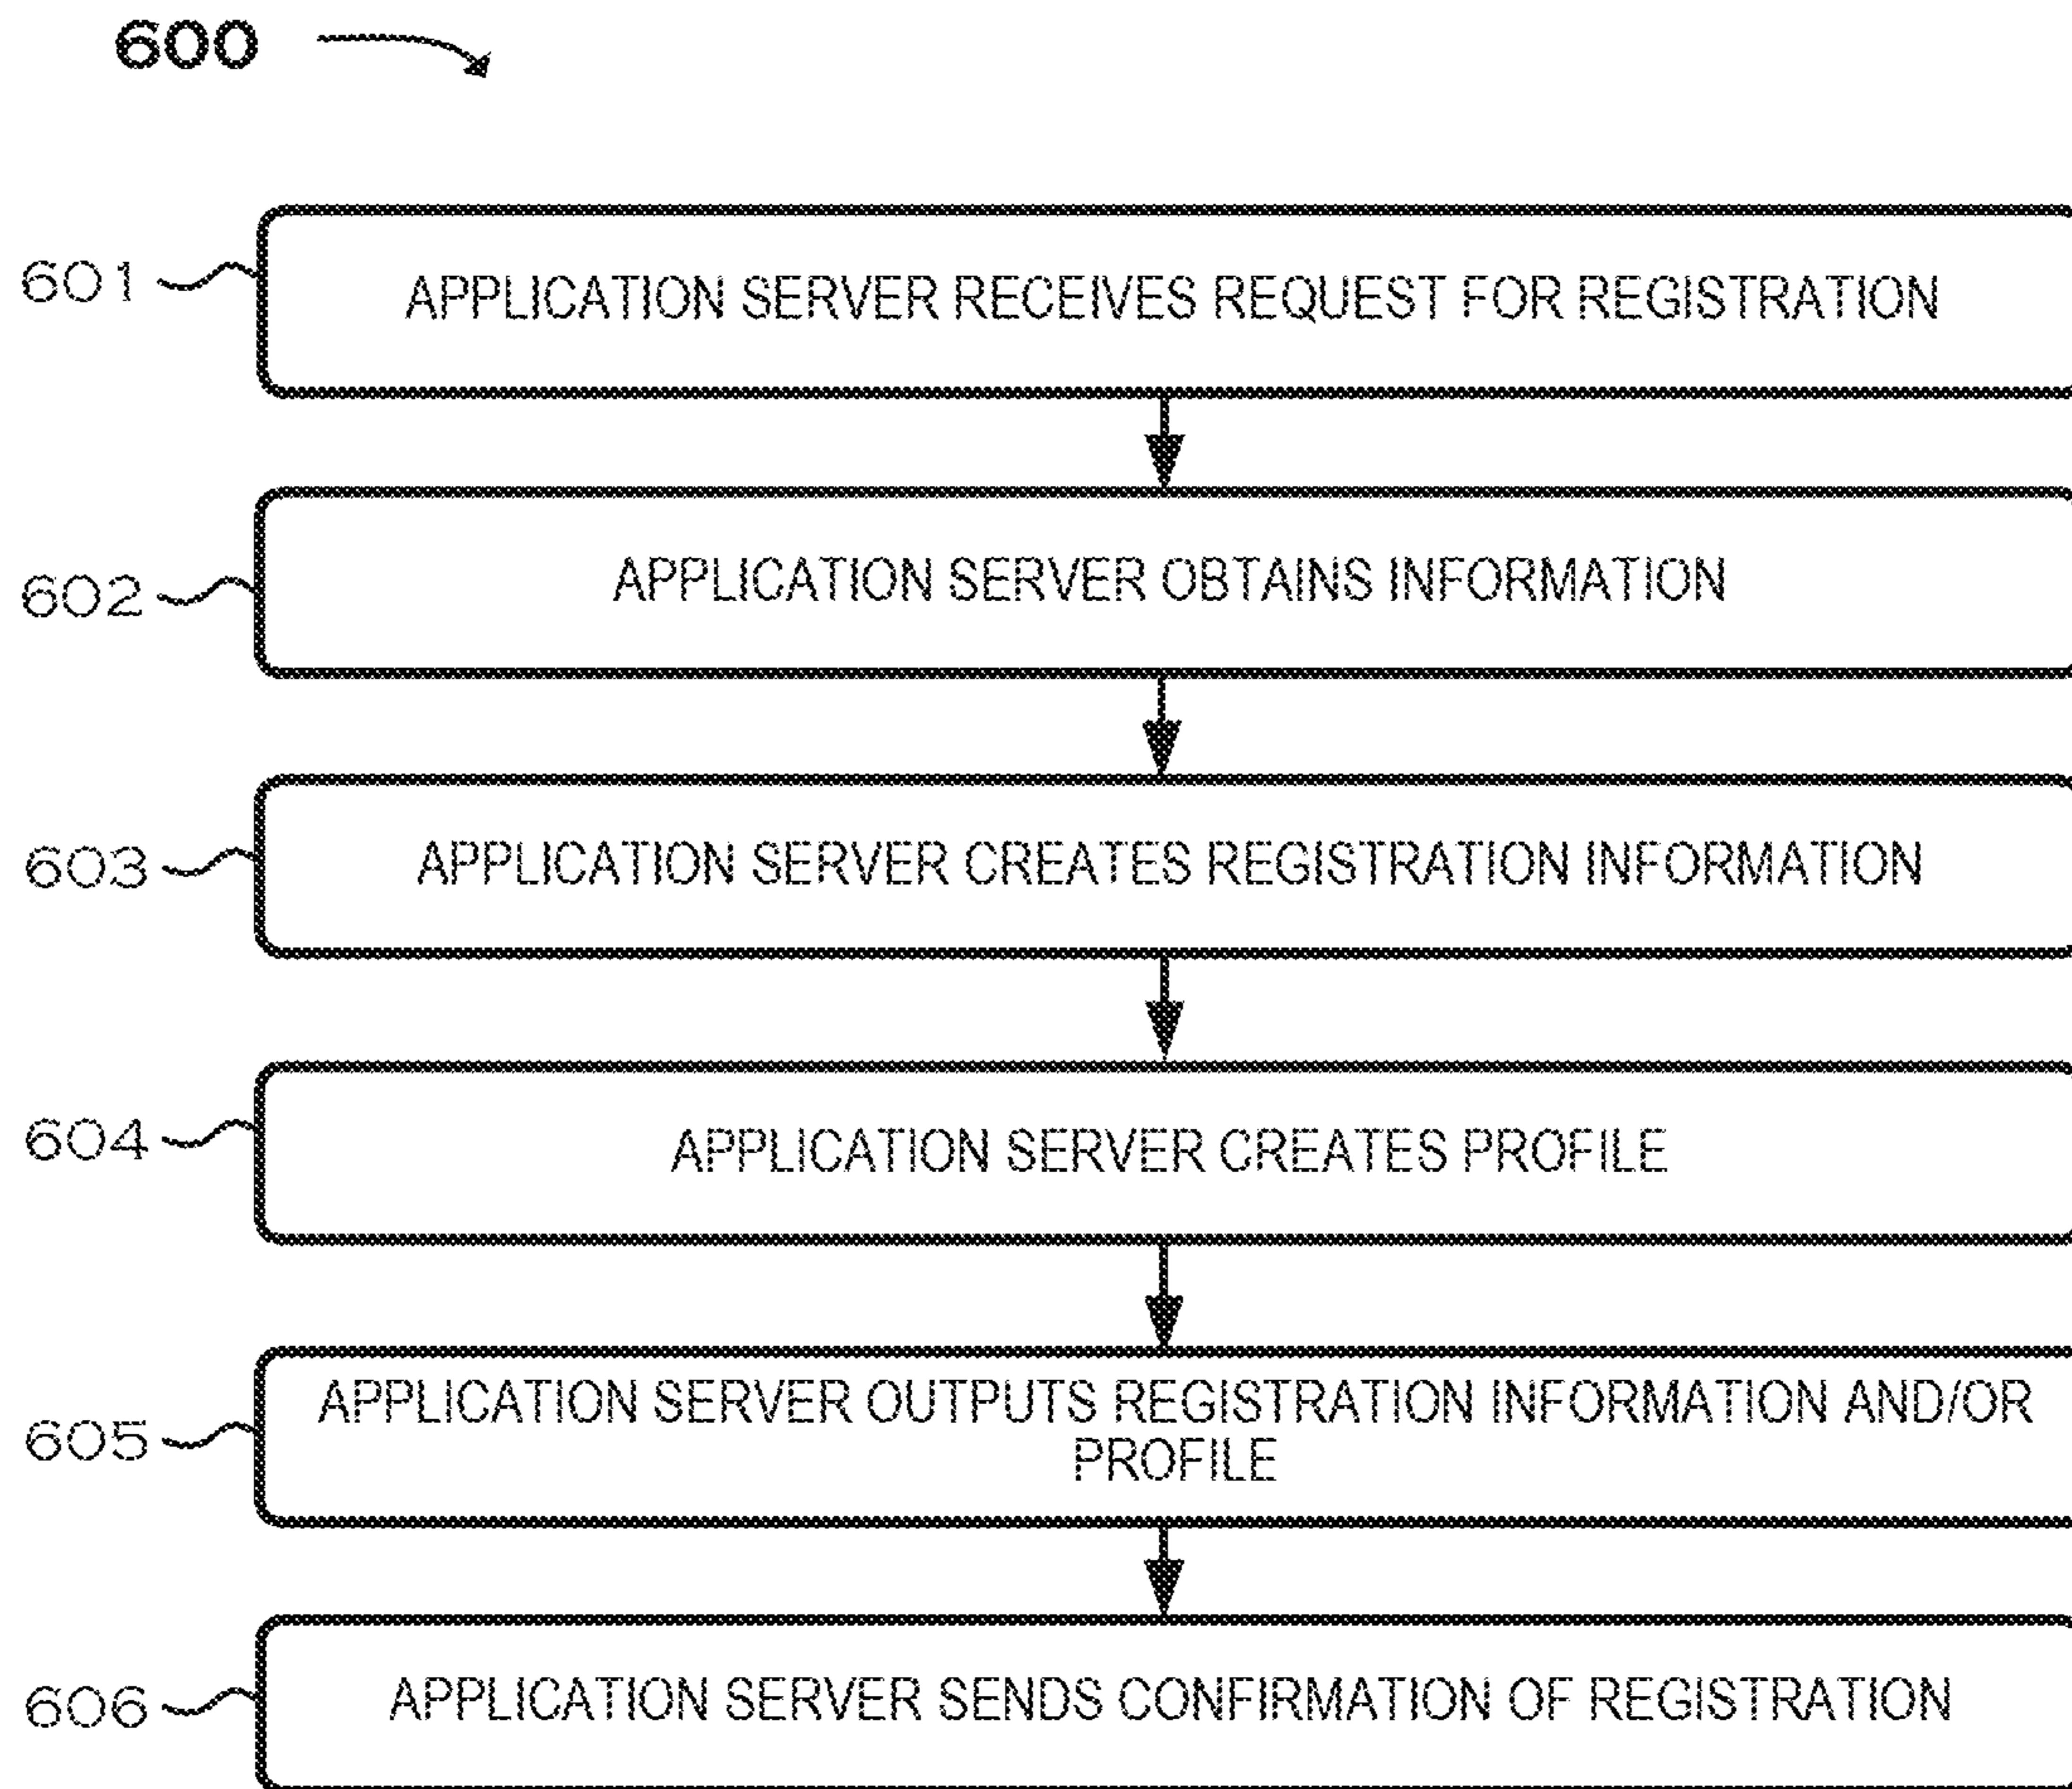 600
601
APPLICATION SERVER RECEIVES REQUEST FOR REGISTRATION
602
APPLICATION SERVER OBTAINS INFORMATION
603
APPLICATION SERVER CREATES REGISTRATION INFORMATION
604
APPLICATION SERVER CREATES PROFILE
605
APPLICATION SERVER OUTPUTS REGISTRATION INFORMATION AND/OR
PROFILE
606
APPLICATION SERVER SENDS CONFIRMATION OF REGISTRATION